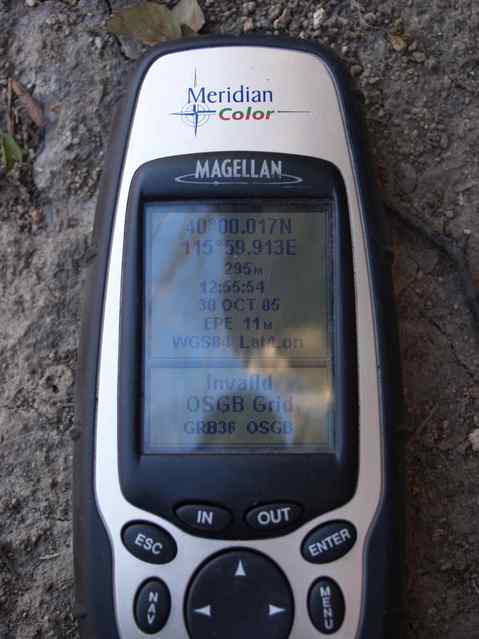 Meridian
Color
MAGELLAN
40°00.017N
115°59.913E
295M
12:55:54
30 OCT 05
EPE 11M
WGS84 Lat/Lon
Invalid
OSGB Grid
GRB36 OSGB
IN OUT
ESC ENTER
NAV MENU